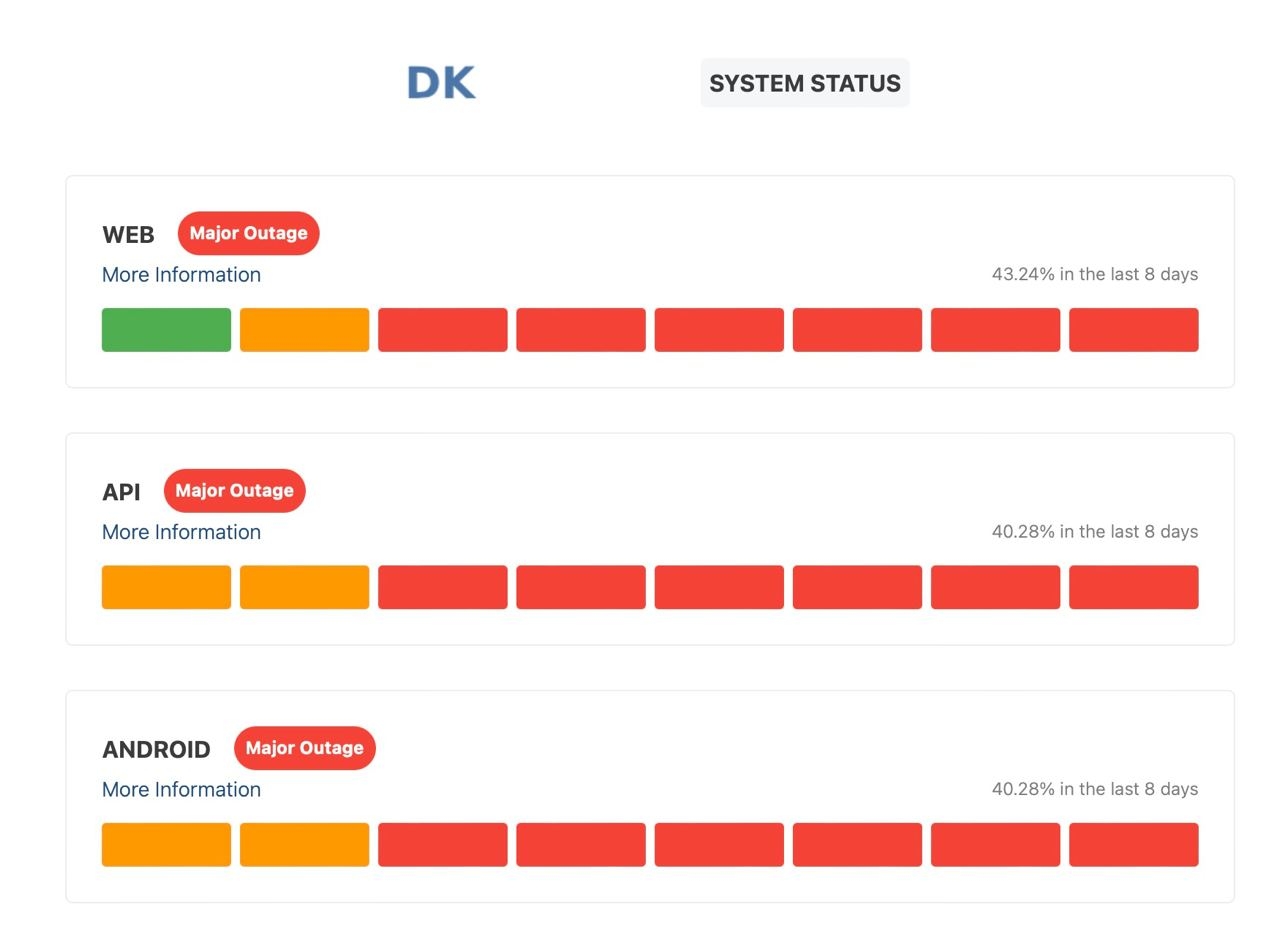 DK
SYSTEM STATUS
WEB Major Outage
More Information
43.24% in the last 8 days
API Major Outage
More Information
40.28% in the last 8 days
ANDROID Major Outage
More Information
40.28% in the last 8 days